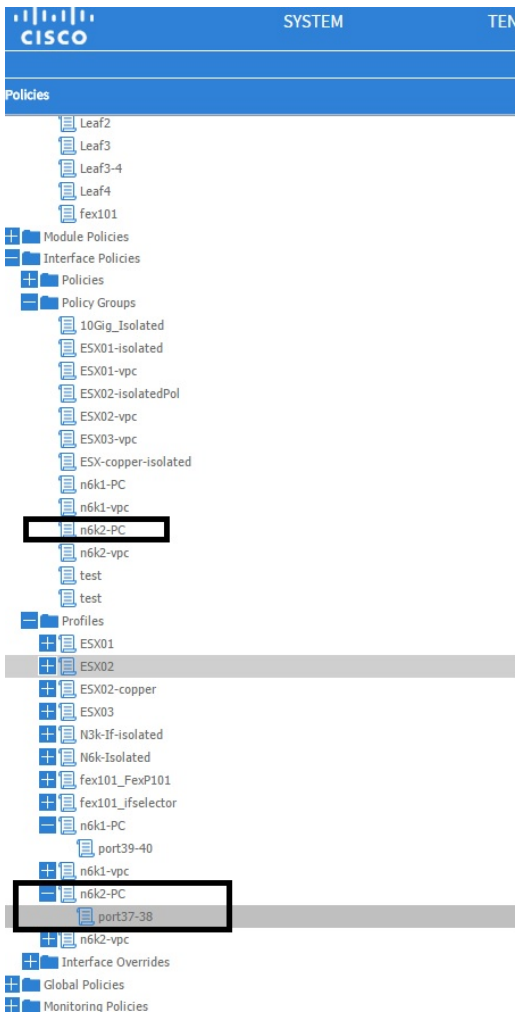 CISCO
SYSTEM
TEN
Policies
Leaf2
Leaf3
Leaf3-4
Leaf4
fex101
Module Policies
Interface Policies
Policies
Policy Groups
10Gig_Isolated
ESX01-isolated
ESX01-vpc
ESX02-isolatedPol
ESX02-vpc
ESX03-vpc
ESX-copper-isolated
n6k1-PC
n6k1-vpc
n6k2-PC
n6k2-vpc
test
test
Profiles
ESX01
ESX02
ESX02-copper
ESX03
N3k-If-isolated
N6k-Isolated
fex101_FexP101
fex101_ifselector
n6k1-PC
port39-40
n6k1-vpc
n6k2-PC
port37-38
n6k2-vpc
Interface Overrides
Global Policies
Monitoring Policies